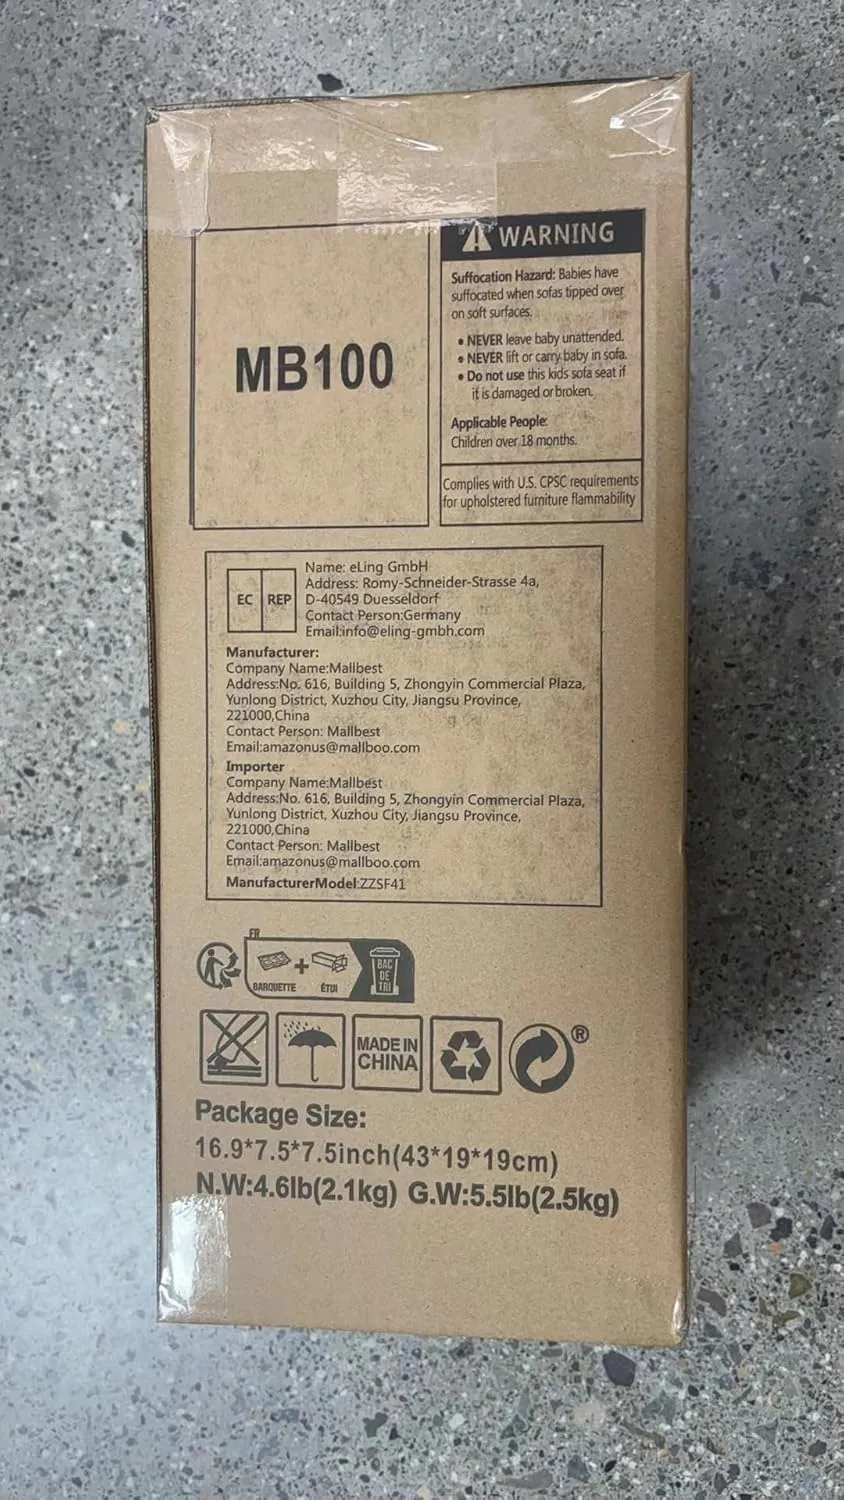 MB100
WARNING
Suffocation Hazard: Babies have
suffocated when sofas tipped over
on soft surfaces.
• NEVER leave baby unattended.
• NEVER lift or carry baby in sofa.
• Do not use this kids sofa seat if
it is damaged or broken.
Applicable People:
Children over 18 months.
Complies with U.S. CPSC requirements
for upholstered furniture flammability
EC REP
Name: eLing GmbH
Address: Romy-Schneider-Strasse 4a,
D-40549 Duesseldorf
Contact Person:Germany
Email:info@eling-gmbh.com
Manufacturer:
Company Name:Mallbest
Address:No. 616, Building 5, Zhongyin Commercial Plaza,
Yunlong District, Xuzhou City, Jiangsu Province,
221000,China
Contact Person: Mallbest
Email:amazonus@mallboo.com
Importer
Company Name:Mallbest
Address:No. 616, Building 5, Zhongyin Commercial Plaza,
Yunlong District, Xuzhou City, Jiangsu Province,
221000,China
Contact Person: Mallbest
Email:amazonus@mallboo.com
ManufacturerModel:ZZSF41
FR
BARQUETTE + ÉTUI
BAC
DE
TRI
MADE IN
CHINA
®
Package Size:
16.9*7.5*7.5inch(43*19*19cm)
N.W:4.6lb(2.1kg) G.W:5.5lb(2.5kg)